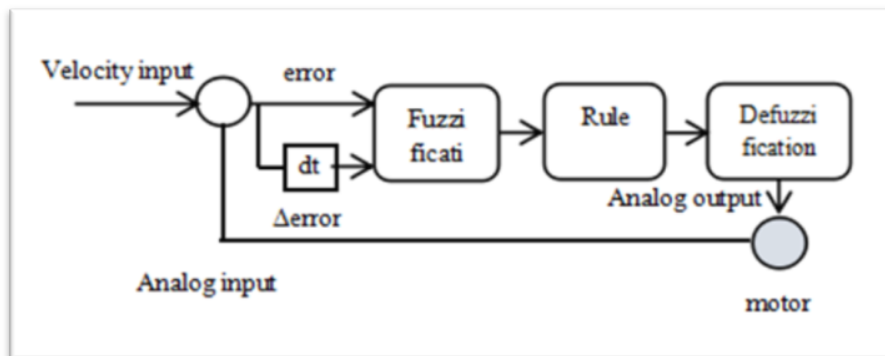 Velocity input
error
Fuzzi
ficati
Rule
Defuzzi
fication
dt
Δerror
Analog output
Analog input
motor